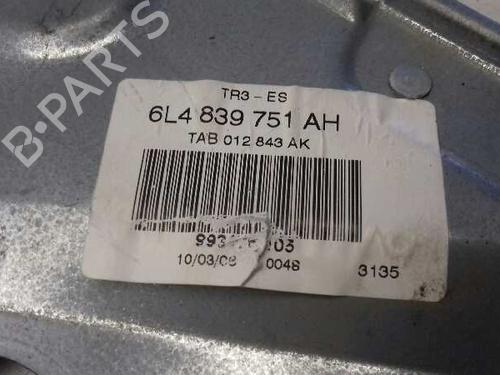 B-PARTS
TR3-ES
6L4 839 751 AH
TAB 012 843 AK
10/03/08 0048 3135